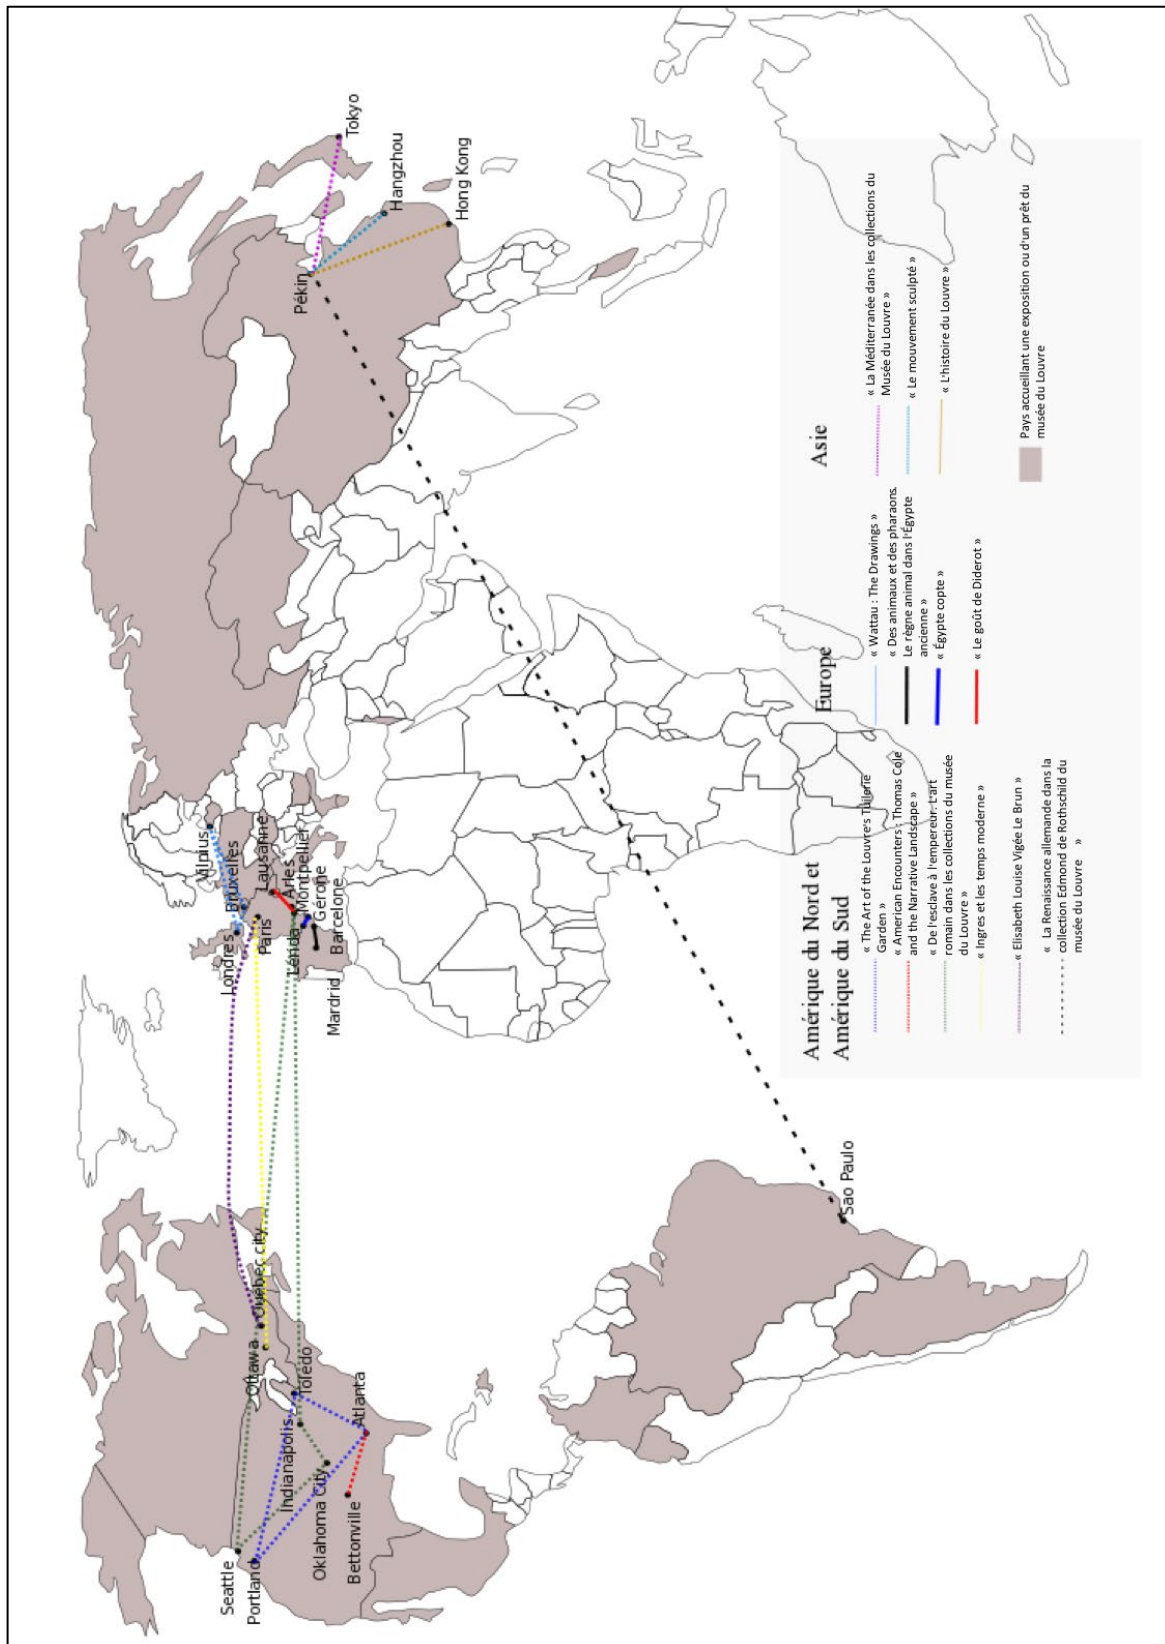 Seattle
Portland
Oklahoma City
Bettonville
Indianapolis
Ottawa
Toledo
Atlanta
Québec city
Sao Paulo
Londres
Bruxelles
Vilnius
Paris
Lausanne
Lérida
Arles
Montpellier
Gérone
Barcelone
Mardrid
Pékin
Tokyo
Hangzhou
Hong Kong
Amérique du Nord et
Amérique du Sud
« The Art of the Louvre's Tuilerie
Garden »
« American Encounters : Thomas Cole
and the Narrative Landscape »
« De l'esclave à l'empereur. L'art
romain dans les collections du musée
du Louvre »
« Ingres et les temps moderne »
« Elisabeth Louise Vigée Le Brun »
« La Renaissance allemande dans la
collection Edmond de Rothschild du
musée du Louvre »
Europe
« Wattau : The Drawings »
« Des animaux et des pharaons.
Le règne animal dans l'Égypte
ancienne »
« Égypte copte »
« Le goût de Diderot »
Asie
« La Méditerranée dans les collections du
Musée du Louvre »
« Le mouvement sculpté »
« L'histoire du Louvre »
Pays accueillant une exposition ou d'un prêt du
musée du Louvre